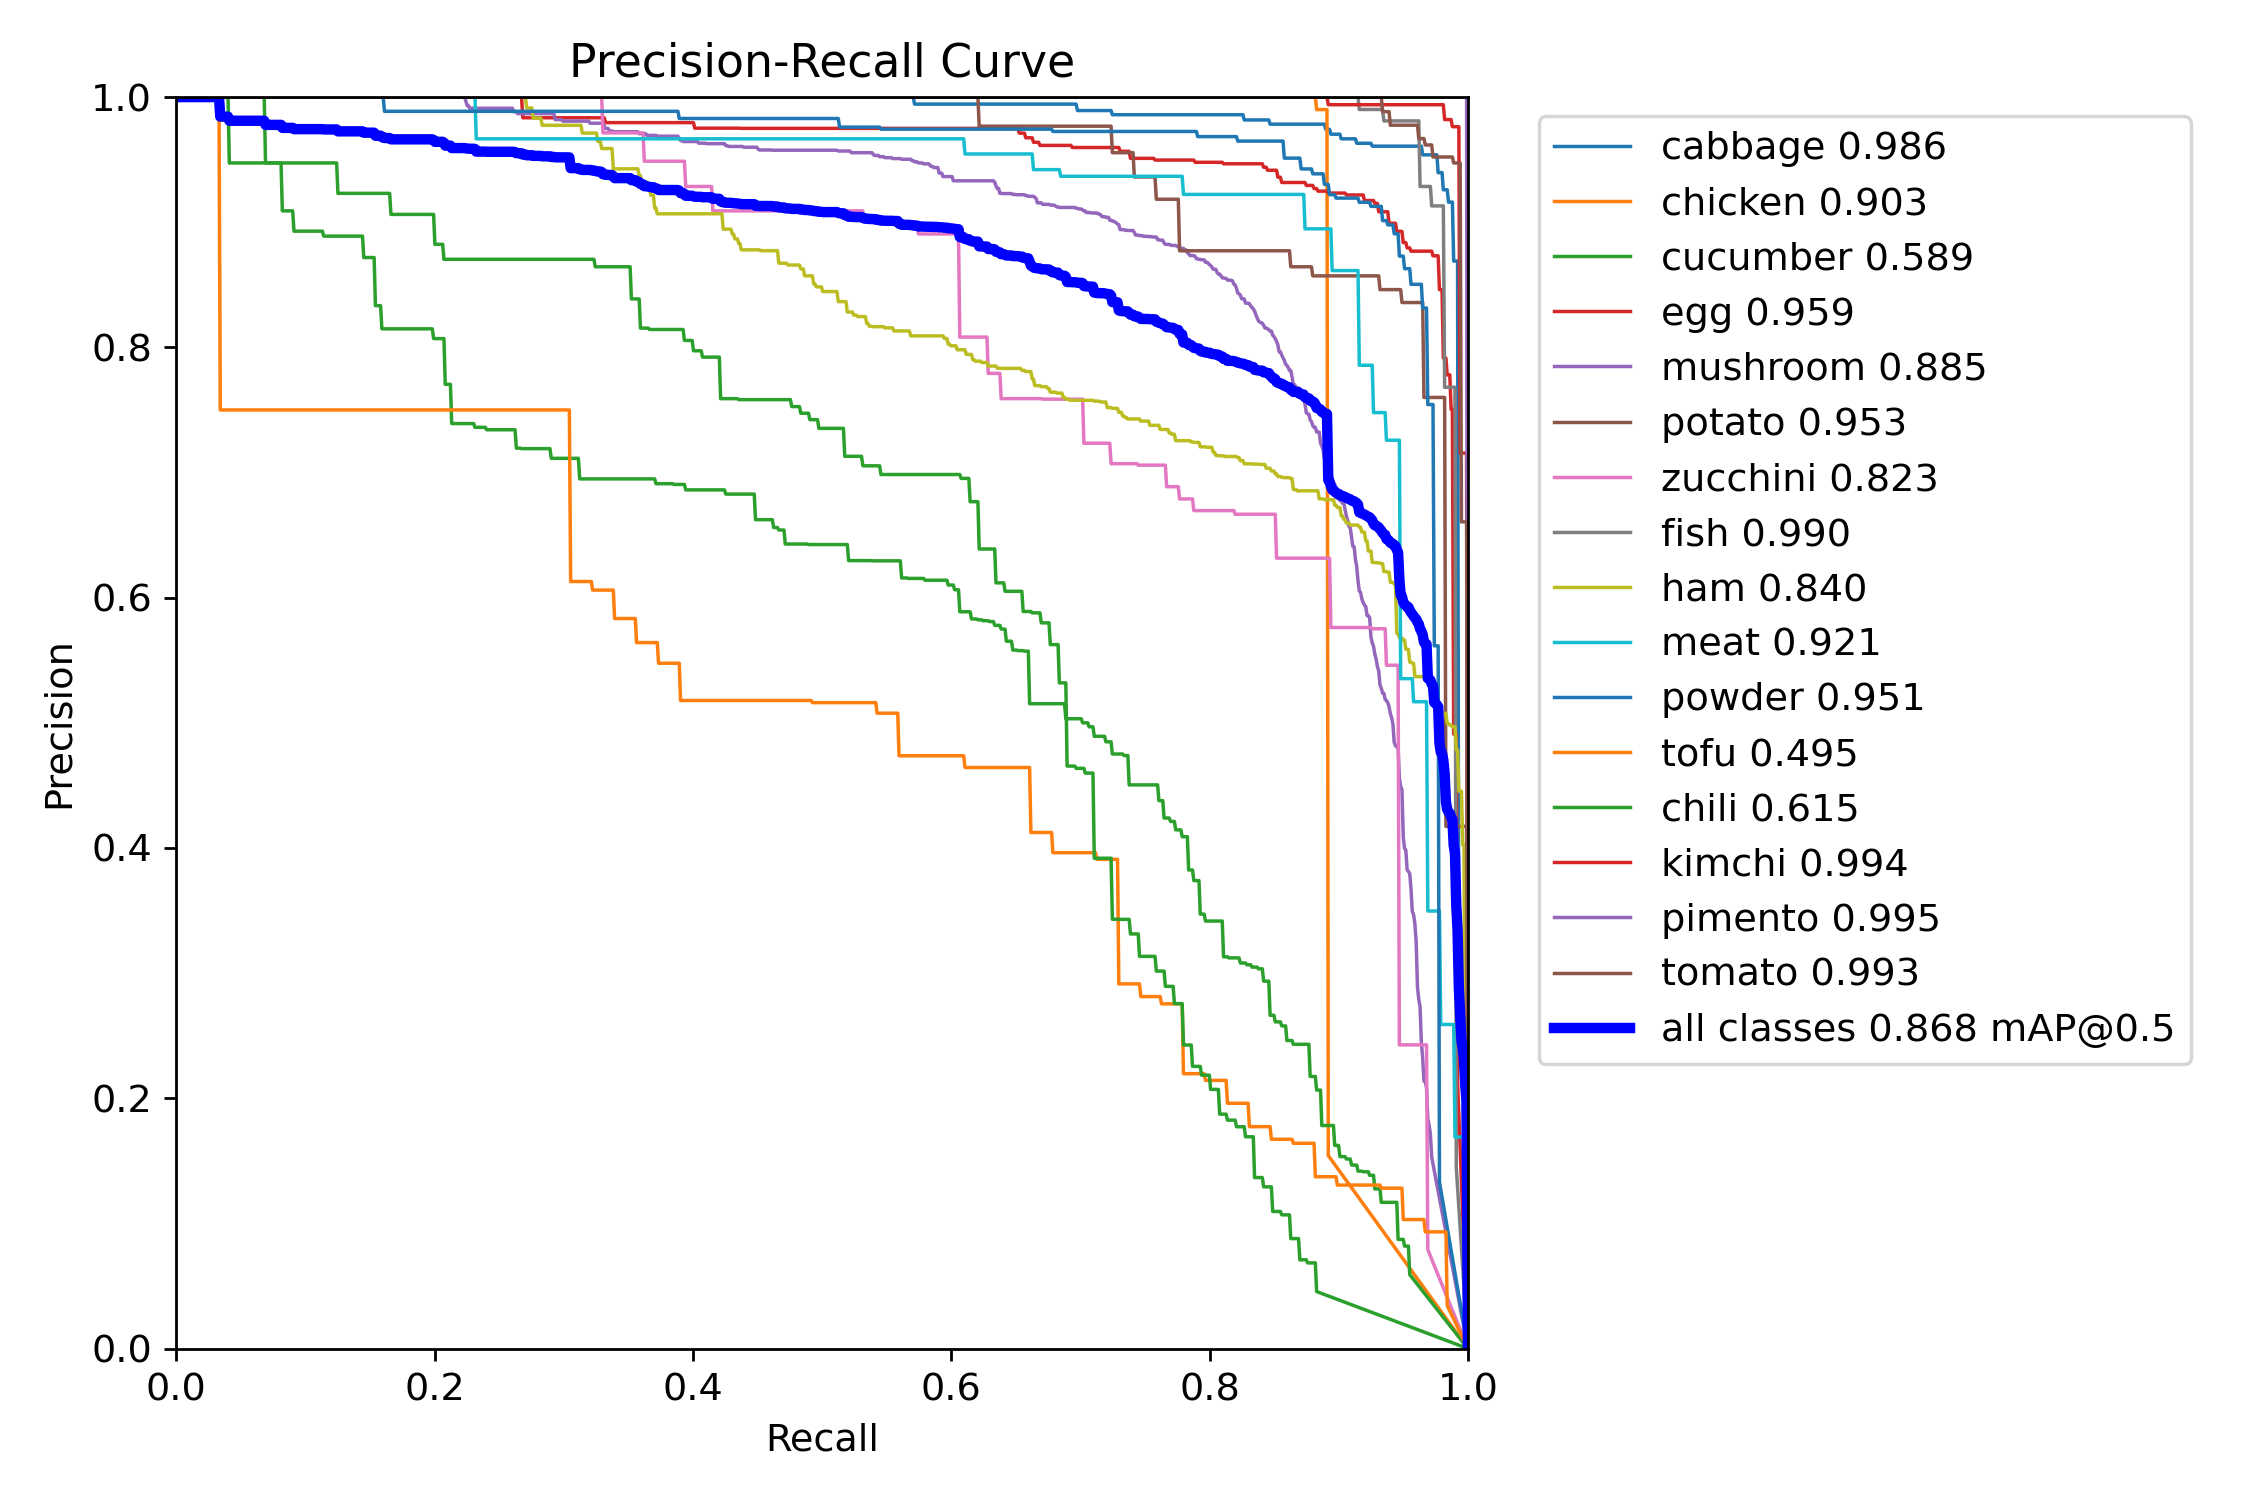 Precision-Recall Curve
1.0
0.8
0.6
0.4
0.2
0.0
Precision
0.0 0.2 0.4 0.6 0.8 1.0
Recall
cabbage 0.986
chicken 0.903
cucumber 0.589
egg 0.959
mushroom 0.885
potato 0.953
zucchini 0.823
fish 0.990
ham 0.840
meat 0.921
powder 0.951
tofu 0.495
chili 0.615
kimchi 0.994
pimento 0.995
tomato 0.993
all classes 0.868 mAP@0.5